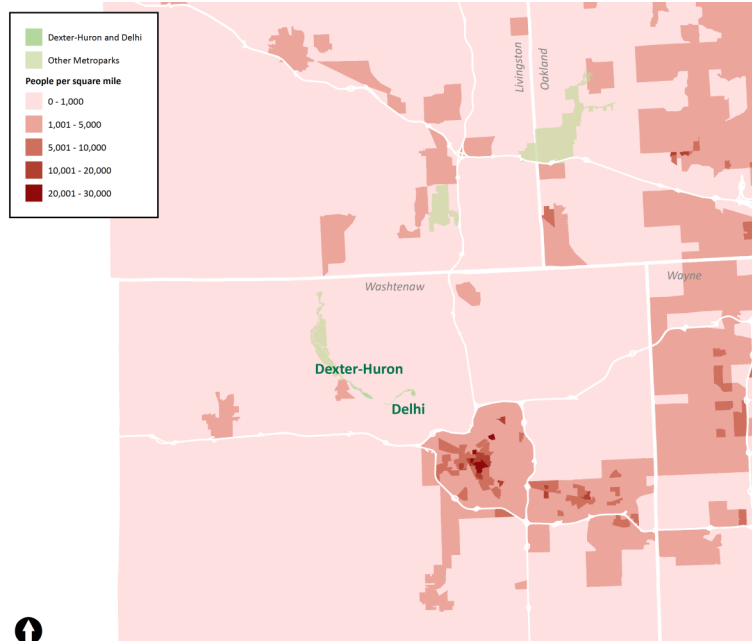 Dexter-Huron and Delhi
Other Metroparks
People per square mile
0 - 1,000
1,001 - 5,000
5,001 - 10,000
10,001 - 20,000
20,001 - 30,000
Livingston
Oakland
Washtenaw
Wayne
Dexter-Huron
Delhi